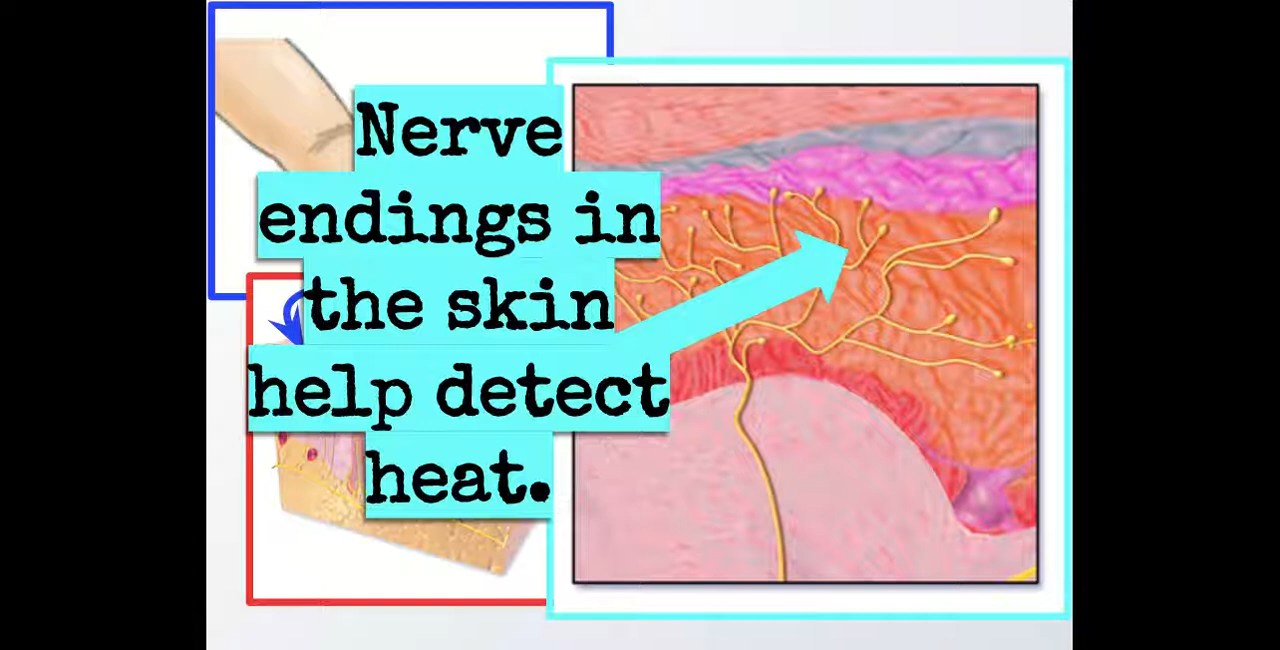 Nerve
endings in
the skin
help detect
heat.